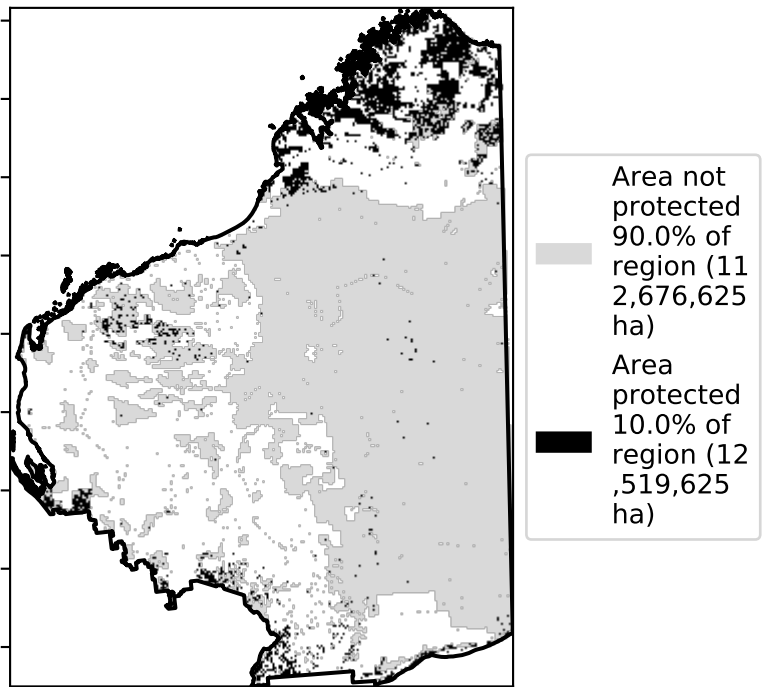 Area not
protected
90.0% of
region (11
2,676,625
ha)
Area
protected
10.0% of
region (12
,519,625
ha)